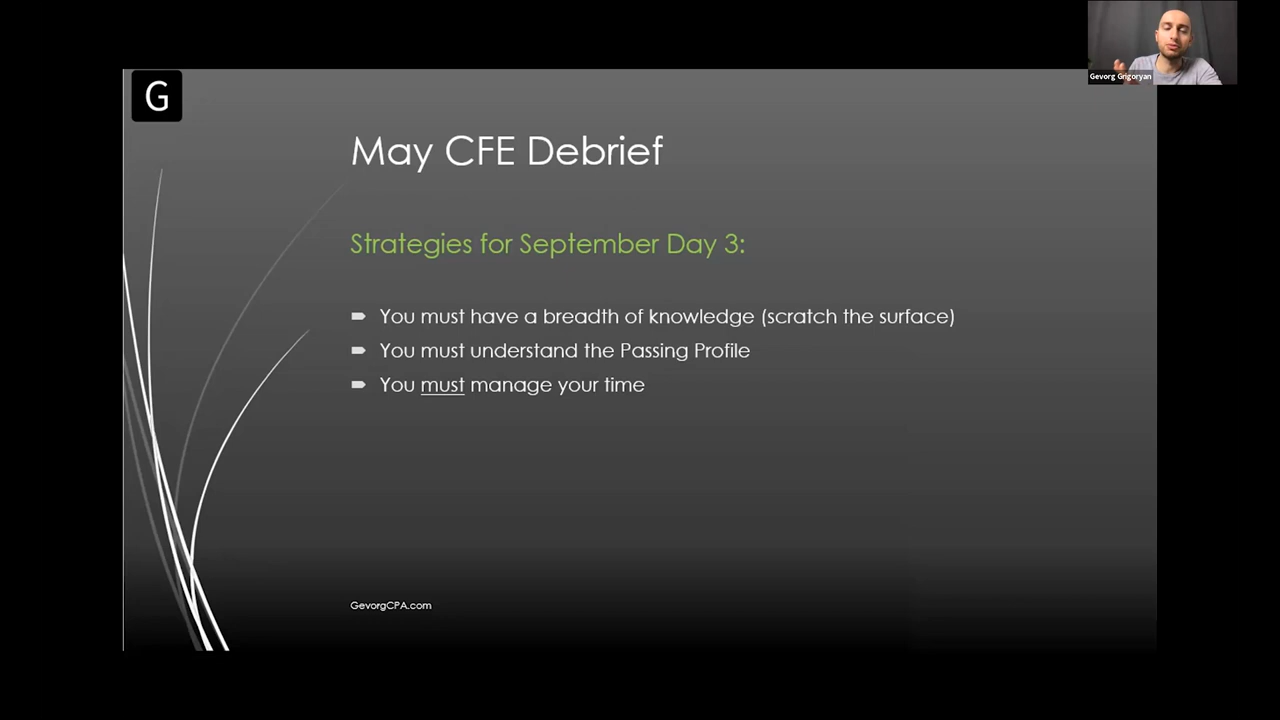 G
Gevorg Grigoryan
May CFE Debrief
Strategies for September Day 3:
You must have a breadth of knowledge (scratch the surface)
You must understand the Passing Profile
You must manage your time
GevorgCPA.com